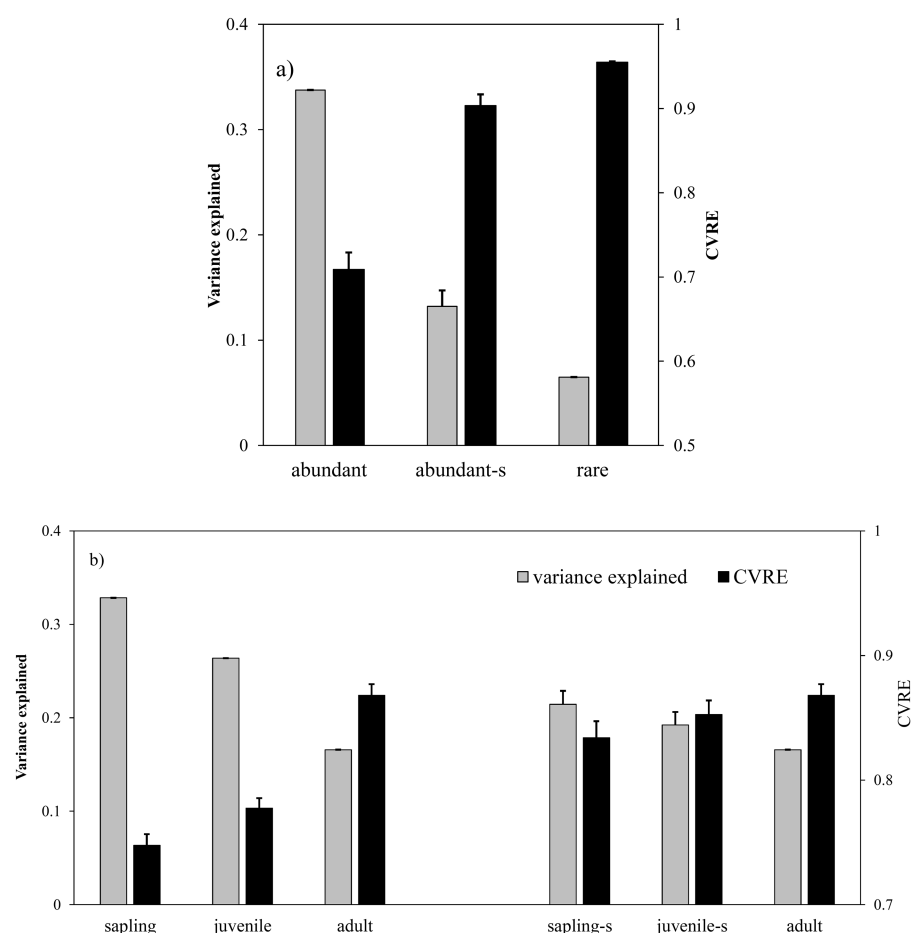 a)
0.4
0.3
0.2
0.1
0
Variance explained
1
0.9
0.8
0.7
0.6
0.5
CVRE
abundant abundant-s rare
b)
0.4
0.3
0.2
0.1
0
Variance explained
variance explained CVRE
1
0.9
0.8
0.7
CVRE
sapling juvenile adult sapling-s juvenile-s adult